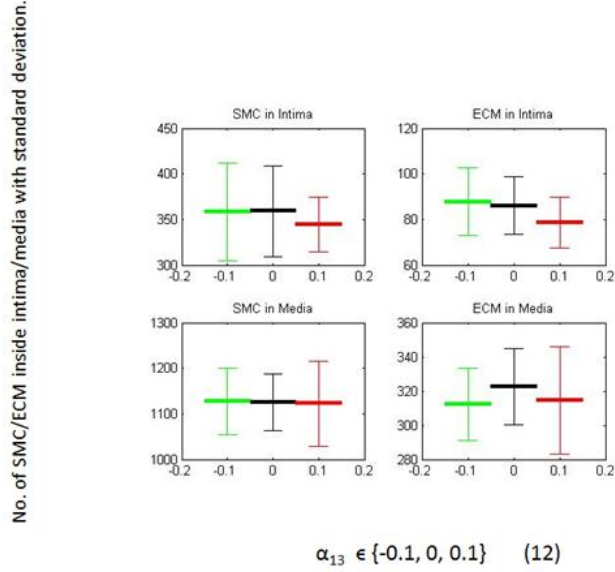 No. of SMC/ECM inside intima/media with standard deviation.
SMC in Intima
450
400
350
300
-0.2 -0.1 0 0.1 0.2
ECM in Intima
120
100
80
60
-0.2 -0.1 0 0.1 0.2
SMC in Media
1300
1200
1100
1000
-0.2 -0.1 0 0.1 0.2
ECM in Media
360
340
320
300
280
-0.2 -0.1 0 0.1 0.2
α₁₃ ϵ {-0.1, 0, 0.1} (12)